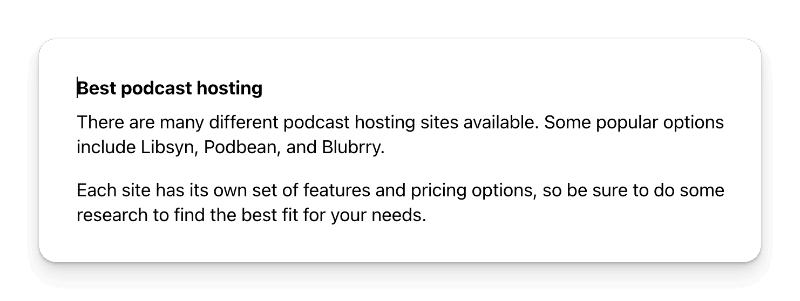 Best podcast hosting
There are many different podcast hosting sites available. Some popular options
include Libsyn, Podbean, and Blubrry.
Each site has its own set of features and pricing options, so be sure to do some
research to find the best fit for your needs.